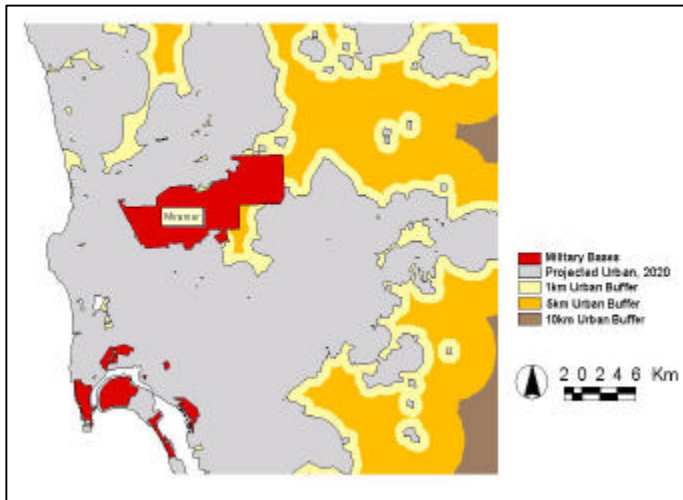 Miramar
Military Bases
Projected Urban, 2020
1km Urban Buffer
5km Urban Buffer
10km Urban Buffer
2 0 2 4 6 Km